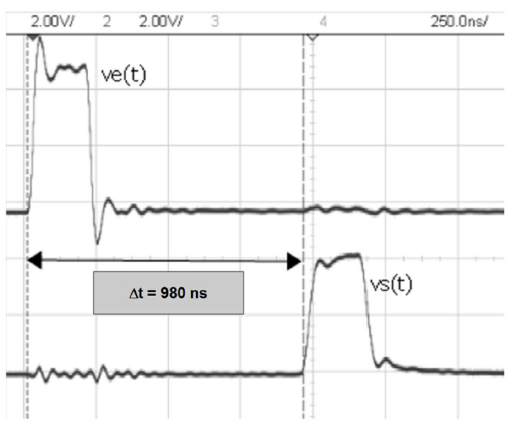 2.00V/ 2 2.00V/ 3 4 250.0ns/
ve(t)
Δt = 980 ns
vs(t)